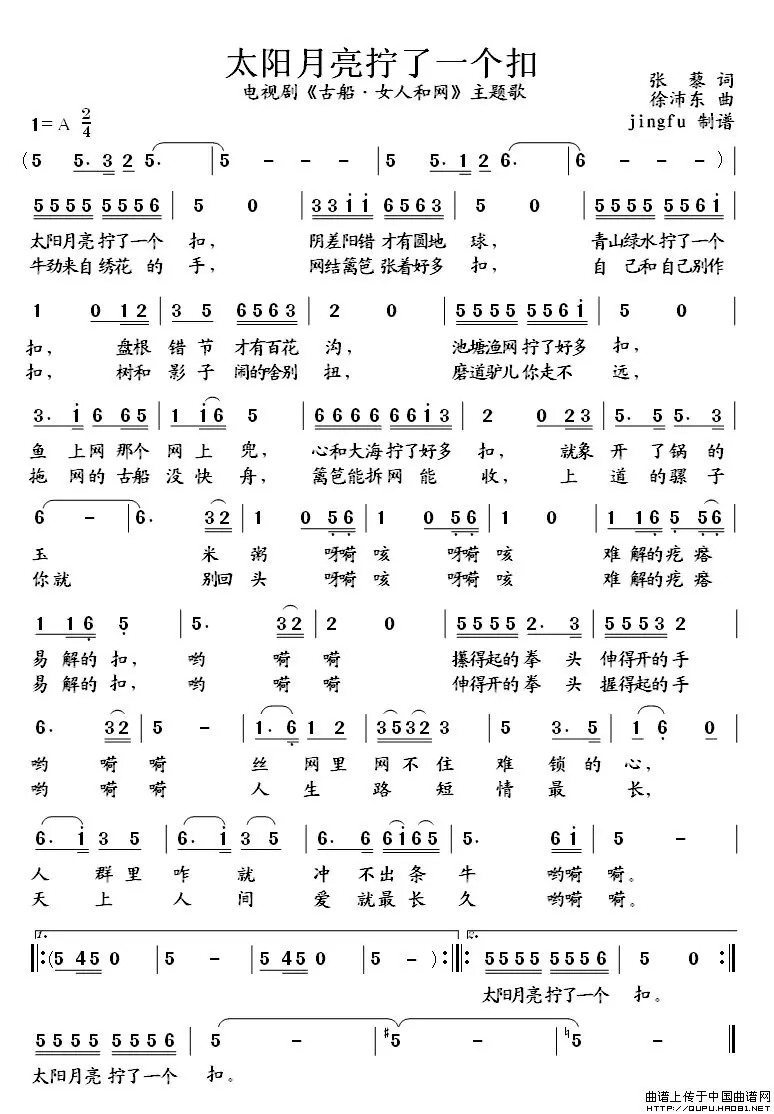 太阳月亮拧了一个扣
电视剧《古船·女人和网》主题歌
张藜 词
徐沛东 曲
jingfu 制谱
1=A 2/4
(5 5. 3 2 5. 5 - - - 5. 1 2 6. 6 - - - )
5555 5556 5 0 33ii 6563 5 0 5555 556i
太阳月亮拧了一个 扣， 阴差阳错才有圆地 球， 青山绿水拧了一个
牛劲来自绣花的 手， 网结篱笆张着好多 扣， 自己和自己别作
1 0 12 3 5 6563 2 0 5555 556i 5 0
扣， 盘根 错节 才有百花 沟， 池塘渔网拧了好多 扣，
扣， 树和 影子 闹的啥别 扭， 磨道驴儿你走不 远，
3. i 6 65 1 i6 5 6666 66i3 2 0 23 5. 5 5. 3
鱼上网那个 网上 兜， 心和大海拧了好多 扣， 就象 开了锅的
拖网的古船 没快 舟， 篱笆能拆网能 收， 上 道的骡子
6 - 6. 32 1 0 56 1 0 56 1 0 1 16 5 56
玉 米 粥 呀嗬 咳 呀嗬 咳 难解的疙瘩
你就 别回 头 呀嗬 咳 呀嗬 咳 难解的疙瘩
1 16 5 5. 32 2 0 5555 2. 3 5555 2
易解的 扣， 哟 嗬 嗬 攥得起的 拳头 伸得开的手
易解的 扣， 哟 嗬 嗬 伸得开的 拳头 握得起的手
6. 32 5 - 1. 6 1 2 3532 3 5 3. 5 1 6 0
哟 嗬 嗬 丝 网里 网不 住 难 锁的 心，
哟 嗬 嗬 人 生 路 短 情 最 长，
6. i 3 5 6. i 3 5 6. 6 6i65 5. 6i 5 -
人 群里 咋 就 冲 不出条 牛 哟嗬 嗬。
天 上 人 间 爱 就最长 久 哟嗬 嗬。
1. 2.
(5 450 5 - 5 450 5 - ) 5555 5556 5 0
太阳月亮拧了一个 扣。
5555 5556 5 - #5 - ♮5 -
太阳月亮拧了一个 扣。
曲谱上传于中国曲谱网
http://QUPU.HAO81.NET